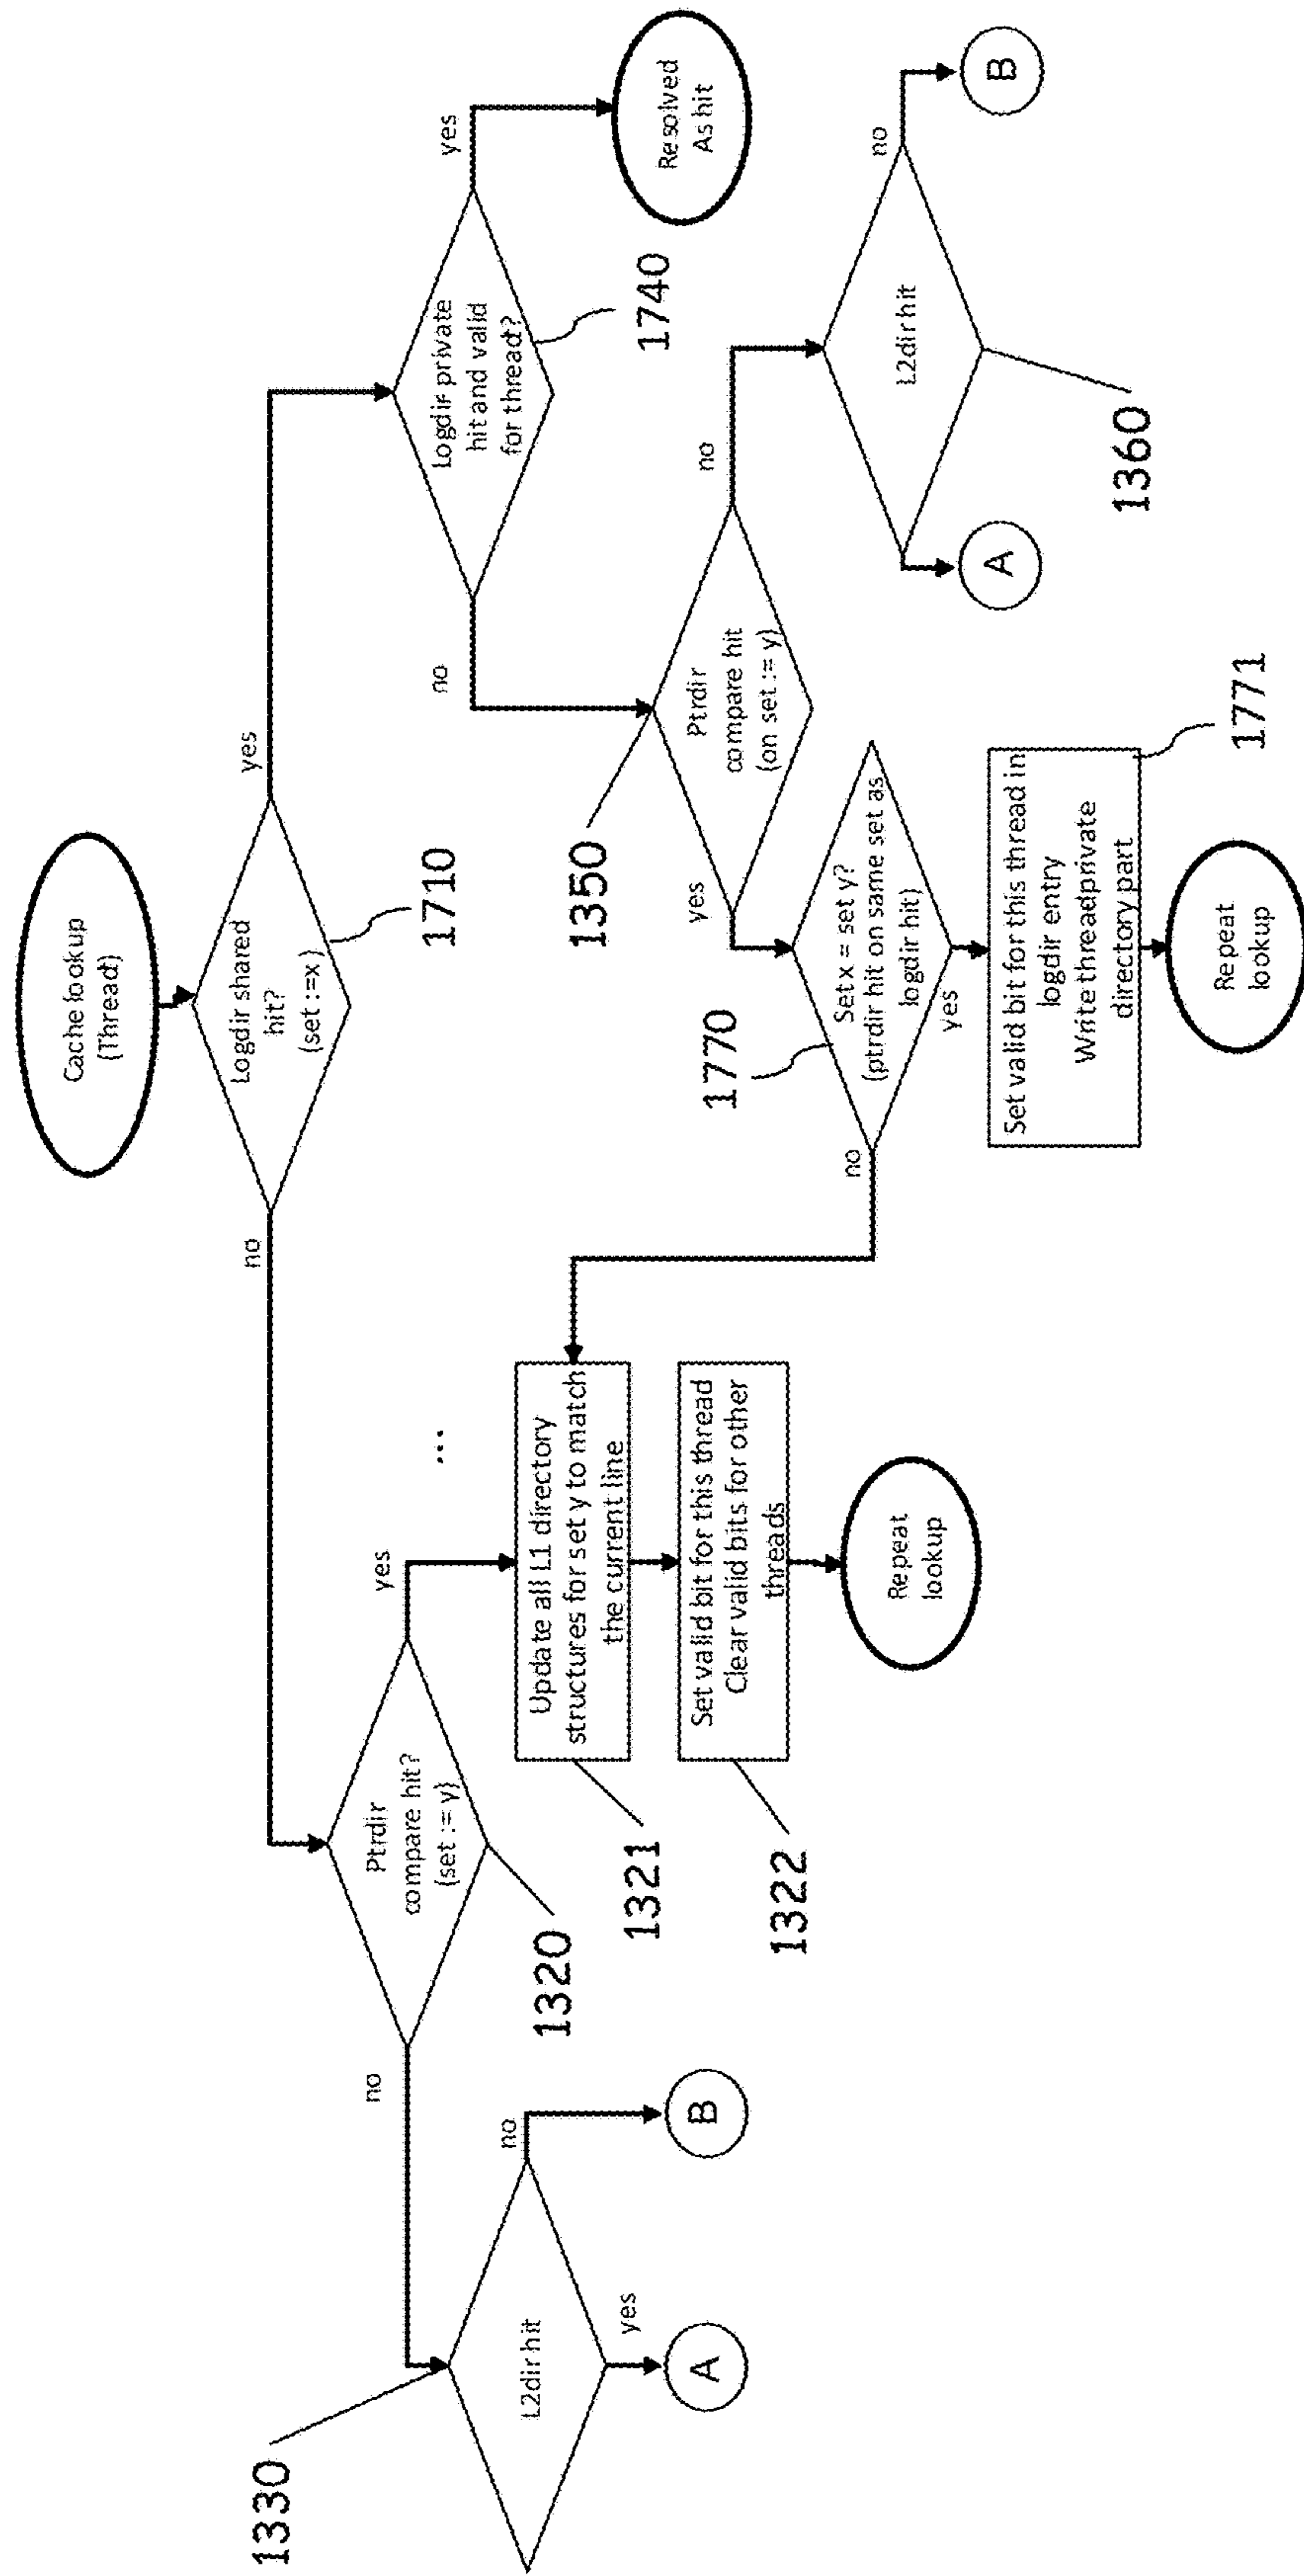 Cache lookup
(Thread)
Logdir shared
hit?
(set :=x )
1710
no
yes
Ptrdir
compare hit?
(set := y)
1320
no
yes
L2dir hit
1330
no
B
yes
A
...
Update all L1 directory
structures for set y to match
the current line
1321
Set valid bit for this thread
Clear valid bits for other
threads
1322
Repeat
lookup
Logdir private
hit and valid
for thread?
1740
yes
Resolved
As hit
no
Ptrdir
compare hit
(on set := y)
1350
no
L2dir hit
1360
no
B
A
yes
Set x = set y?
(ptrdir hit on same set as
logdir hit)
1770
no
yes
Set valid bit for this thread in
logdir entry
Write threadprivate
directory part
1771
Repeat
lookup